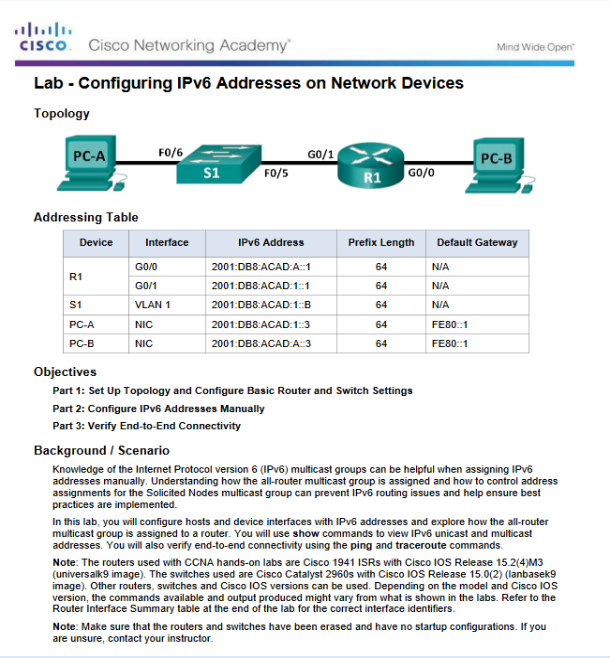 CISCO Cisco Networking Academy® Mind Wide Open®
Lab - Configuring IPv6 Addresses on Network Devices
Topology
PC-A F0/6 S1 F0/5 G0/1 R1 G0/0 PC-B
Addressing Table
Device Interface IPv6 Address Prefix Length Default Gateway
R1 G0/0 2001:DB8:ACAD:A::1 64 N/A
G0/1 2001:DB8:ACAD:1::1 64 N/A
S1 VLAN 1 2001:DB8:ACAD:1::B 64 N/A
PC-A NIC 2001:DB8:ACAD:1::3 64 FE80::1
PC-B NIC 2001:DB8:ACAD:A::3 64 FE80::1
Objectives
Part 1: Set Up Topology and Configure Basic Router and Switch Settings
Part 2: Configure IPv6 Addresses Manually
Part 3: Verify End-to-End Connectivity
Background / Scenario
Knowledge of the Internet Protocol version 6 (IPv6) multicast groups can be helpful when assigning IPv6
addresses manually. Understanding how the all-router multicast group is assigned and how to control address
assignments for the Solicited Nodes multicast group can prevent IPv6 routing issues and help ensure best
practices are implemented.
In this lab, you will configure hosts and device interfaces with IPv6 addresses and explore how the all-router
multicast group is assigned to a router. You will use show commands to view IPv6 unicast and multicast
addresses. You will also verify end-to-end connectivity using the ping and traceroute commands.
Note: The routers used with CCNA hands-on labs are Cisco 1941 ISRs with Cisco IOS Release 15.2(4)M3
(universalk9 image). The switches used are Cisco Catalyst 2960s with Cisco IOS Release 15.0(2) (lanbasek9
image). Other routers, switches and Cisco IOS versions can be used. Depending on the model and Cisco IOS
version, the commands available and output produced might vary from what is shown in the labs. Refer to the
Router Interface Summary table at the end of the lab for the correct interface identifiers.
Note: Make sure that the routers and switches have been erased and have no startup configurations. If you
are unsure, contact your instructor.